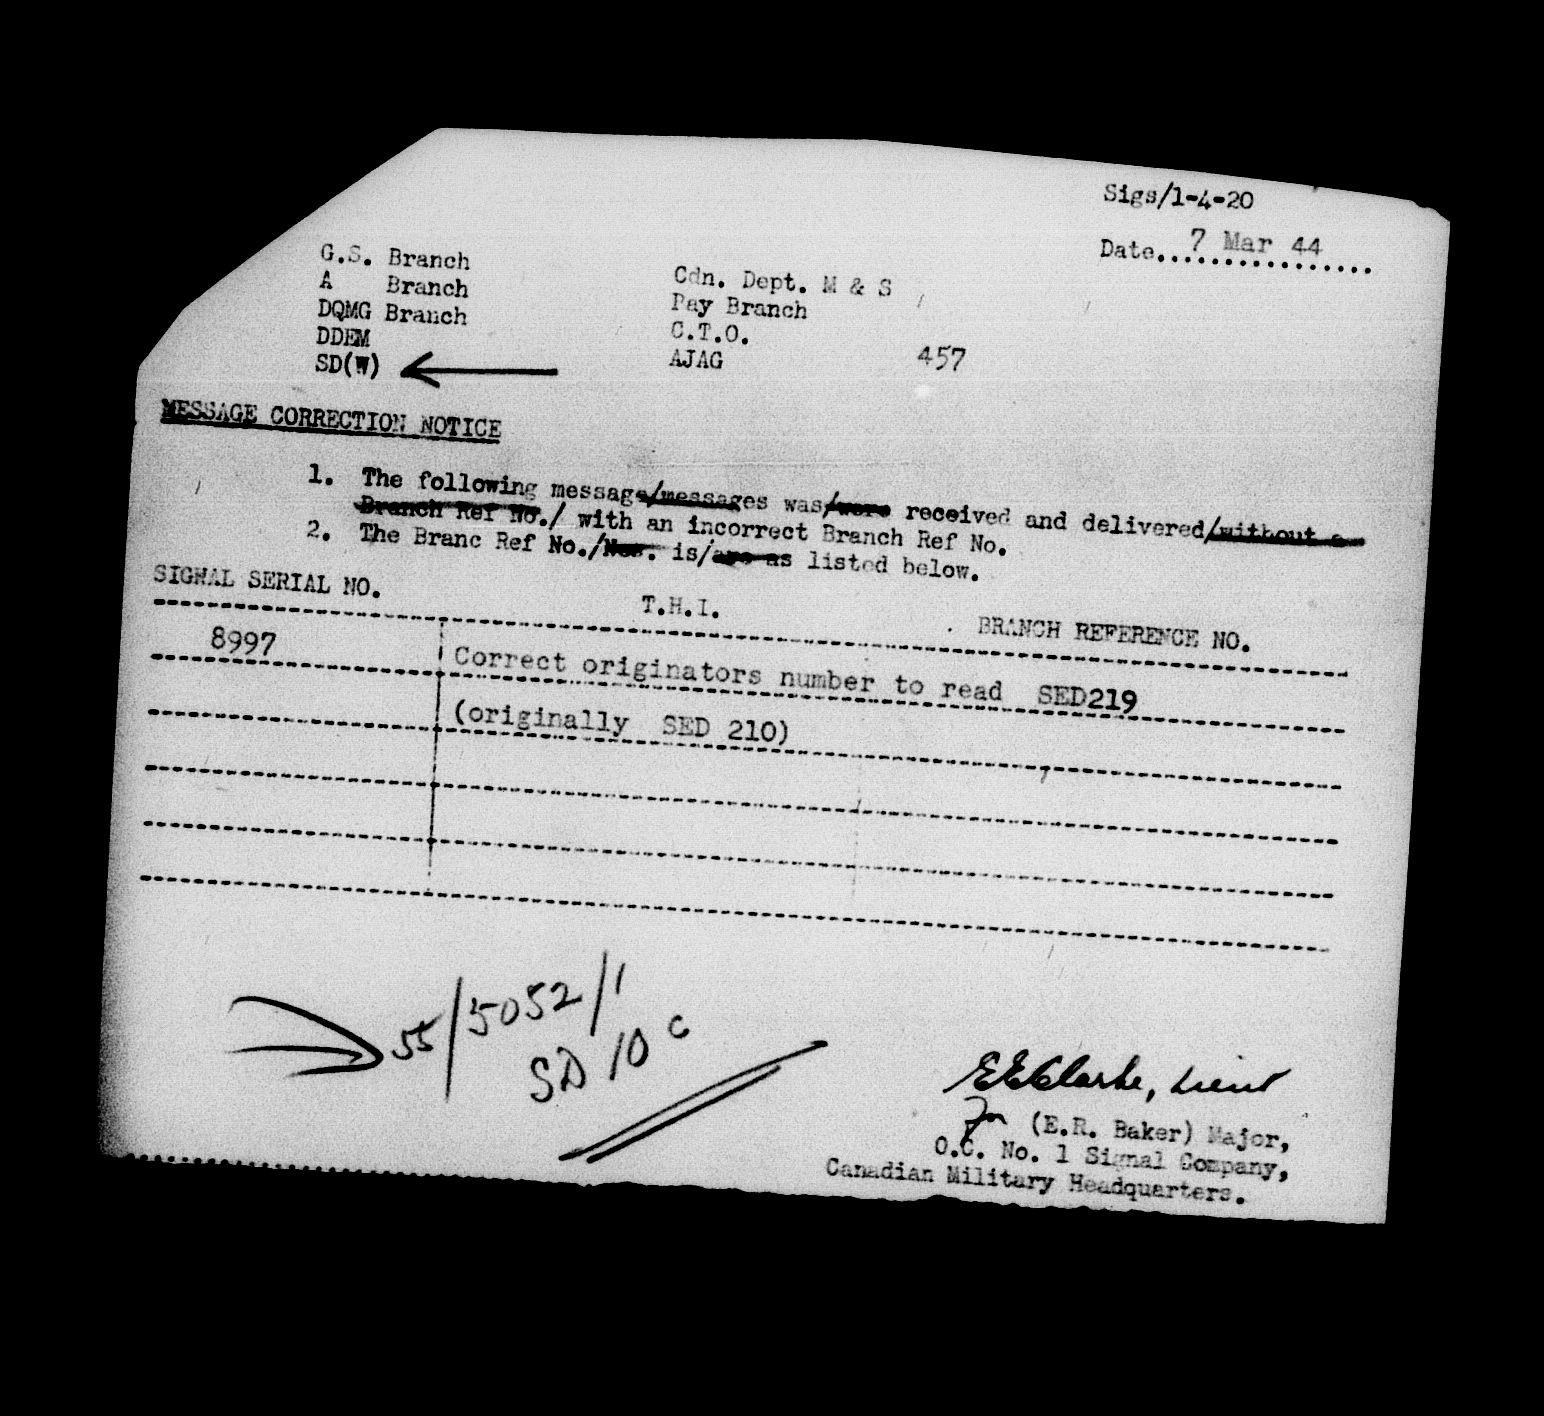 Sigs/1-4-20
Date...7 Mar 44................
G.S. Branch
A Branch
DQMG Branch
DDEM
SD(W)
Cdn. Dept. M & S
Pay Branch
C.T.O.
AJAG 457
MESSAGE CORRECTION NOTICE
1. The following message/messages was/were received and delivered/without a
Branch Ref No./ with an incorrect Branch Ref No.
2. The Branc Ref No./Nos. is/are as listed below.
SIGNAL SERIAL NO. T.H.I. BRANCH REFERENCE NO.
8997 Correct originators number to read SED219
(originally SED 210)
55/5052/1
SD 10 c
E E Clarke, Lieut
for (E.R. Baker) Major,
O.C. No. 1 Signal Company,
Canadian Military Headquarters.